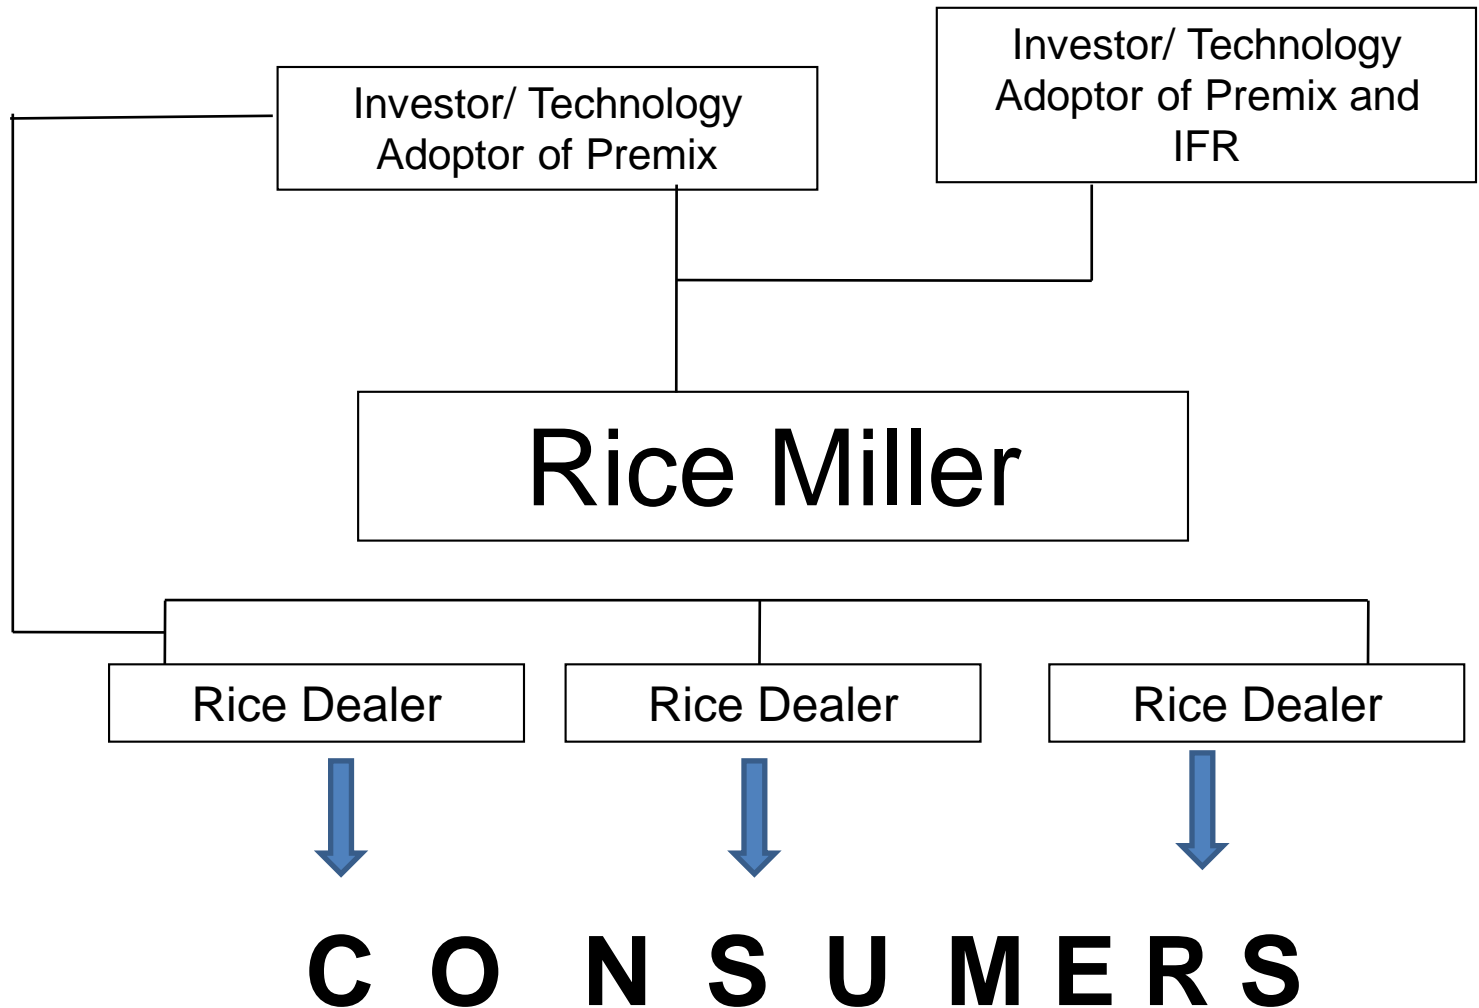 Investor/ Technology
Adoptor of Premix
Investor/ Technology
Adoptor of Premix and
IFR
Rice Miller
Rice Dealer
Rice Dealer
Rice Dealer
C O N S U M E R S